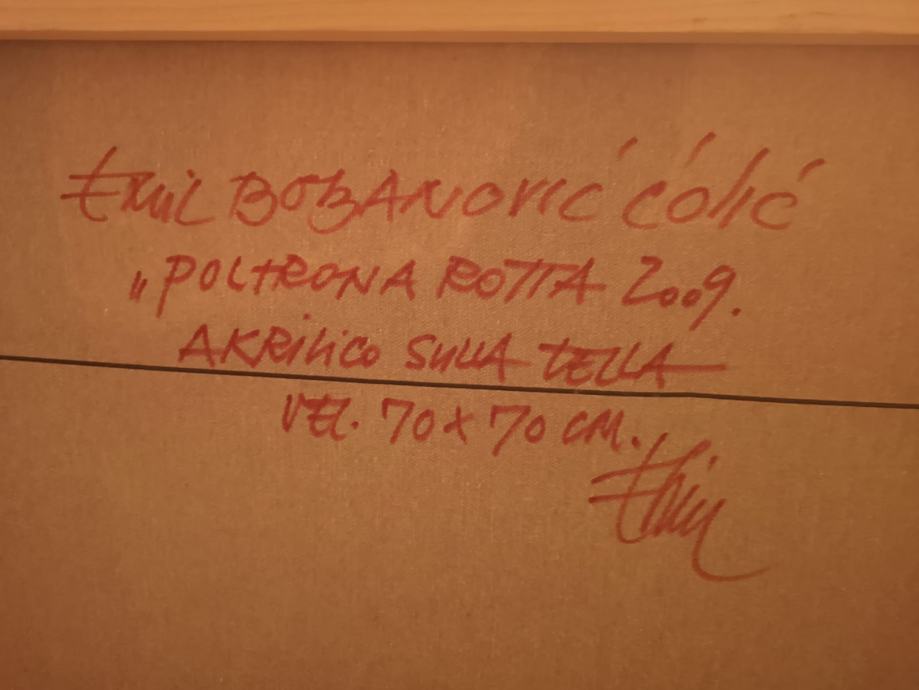 Emil BOBANOVIĆ ĆOlIĆ
„POLTRONA ROTTA 2009.
AKRiliCO SULLA TELLA
VEL. 70 x 70 CM.
Emil